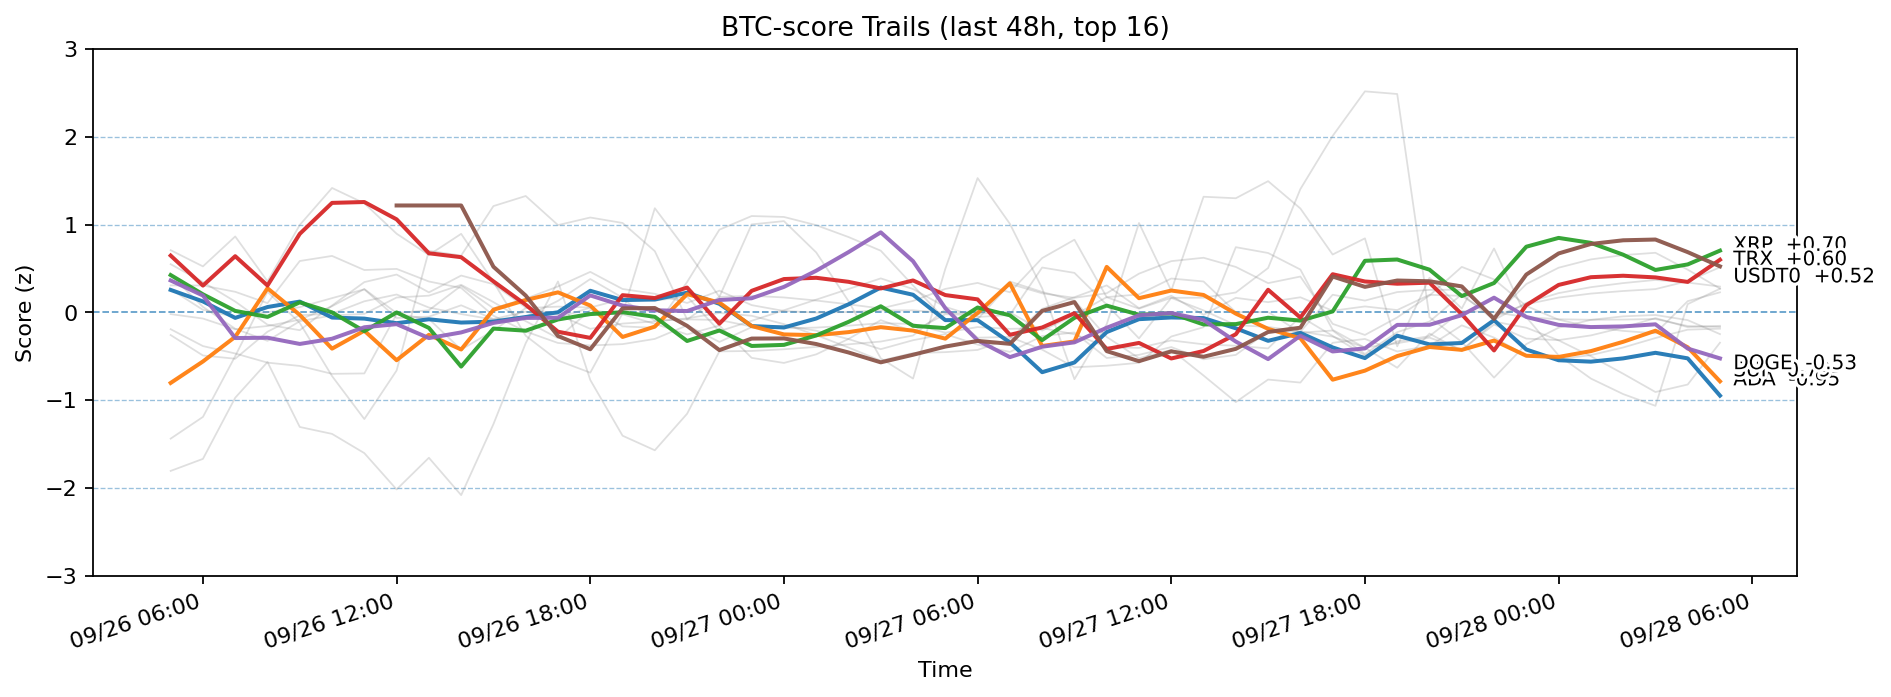 BTC-score Trails (last 48h, top 16)
3
2
1
0
−1
−2
−3
Score (z)
XRP +0.70
TRX +0.60
USDT0 +0.52
DOGE -0.53
ADA -0.95
09/26 06:00
09/26 12:00
09/26 18:00
09/27 00:00
09/27 06:00
09/27 12:00
09/27 18:00
09/28 00:00
09/28 06:00
Time